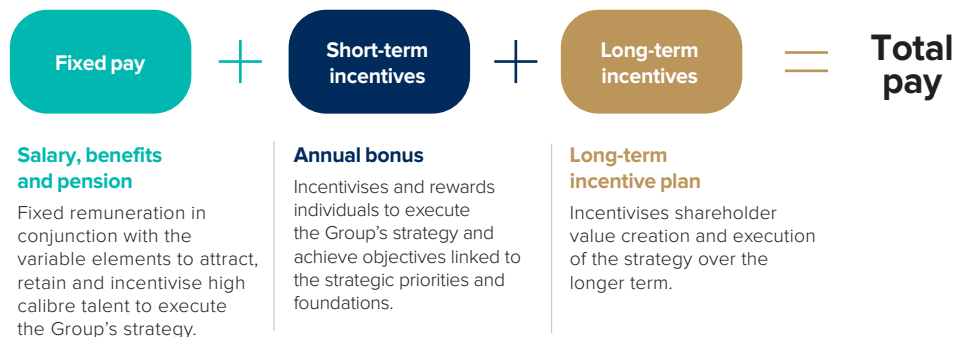 Fixed pay
Short-term
incentives
Long-term
incentives
Total
pay
Salary, benefits
and pension
Fixed remuneration in
conjunction with the
variable elements to attract,
retain and incentivise high
calibre talent to execute
the Group’s strategy.
Annual bonus
Incentivises and rewards
individuals to execute
the Group’s strategy and
achieve objectives linked to
the strategic priorities and
foundations.
Long-term
incentive plan
Incentivises shareholder
value creation and execution
of the strategy over the
longer term.